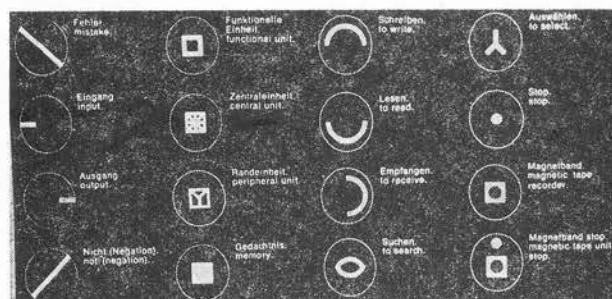 Fehler.
mistake.
Funktionelle
Einheit.
functional unit.
Schreiben.
to write.
Auswählen.
to select.
Eingang
input.
Zentraleinheit.
central unit.
Lesen.
to read.
Stop.
stop.
Ausgang
output.
Randeinheit.
peripheral unit.
Empfangen.
to receive.
Magnetband.
magnetic tape
recorder.
Nicht (Negation).
not (negation).
Gedächtnis.
memory.
Suchen.
to search.
Magnetband stop.
magnetic tape unit
stop.